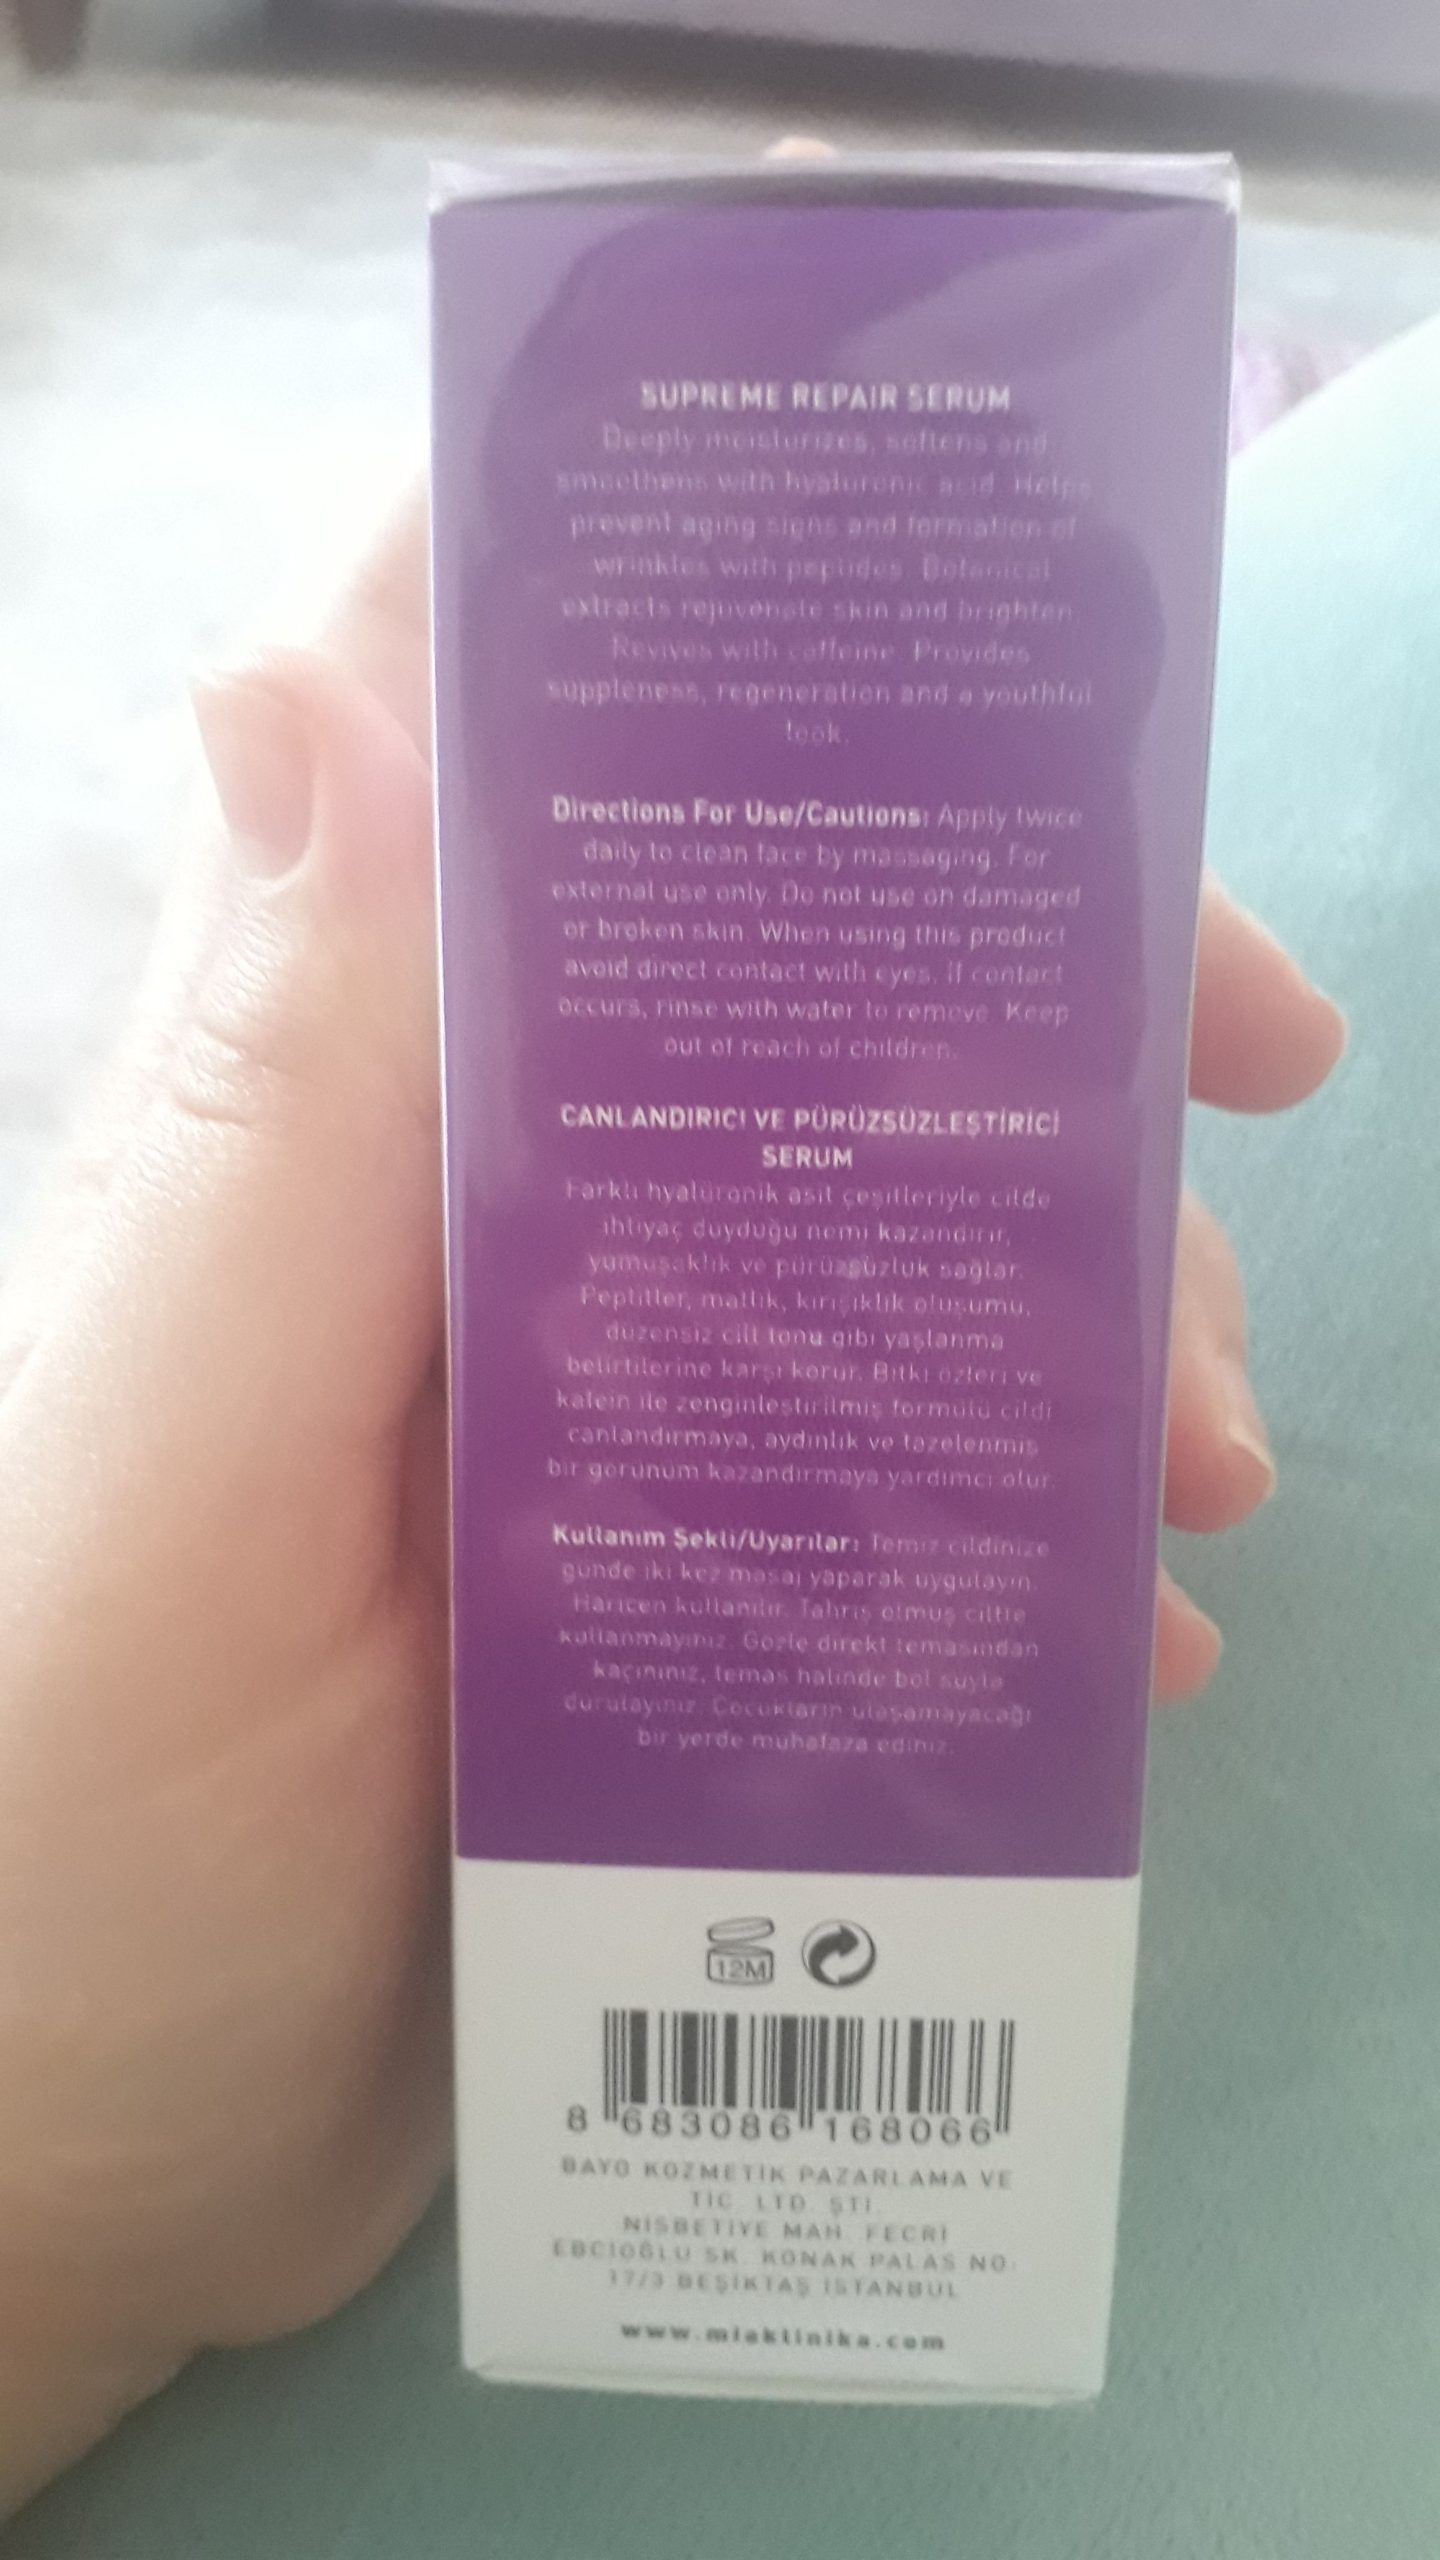 SUPREME REPAIR SERUM
Deeply moisturizes, softens and
smoothens with hyaluronic acid. Helps
prevent aging signs and formation of
wrinkles with peptides. Botanical
extracts rejuvenate skin and brighten.
Revives with caffeine. Provides
suppleness, regeneration and a youthful
look.
Directions For Use/Cautions: Apply twice
daily to clean face by massaging. For
external use only. Do not use on damaged
or broken skin. When using this product
avoid direct contact with eyes. If contact
occurs, rinse with water to remove. Keep
out of reach of children.
CANLANDIRICI VE PÜRÜZSÜZLEŞTİRİCİ
SERUM
Farklı hyalüronik asit çeşitleriyle cilde
ihtiyaç duyduğu nemi kazandırır,
yumuşaklık ve pürüzsüzlük sağlar.
Peptitler, matlık, kırışıklık oluşumu,
düzensiz cilt tonu gibi yaşlanma
belirtilerine karşı korur. Bitki özleri ve
kafein ile zenginleştirilmiş formülü cildi
canlandırmaya, aydınlık ve tazelenmiş
bir görünüm kazandırmaya yardımcı olur.
Kullanım Şekli/Uyarılar: Temiz cildinize
günde iki kez masaj yaparak uygulayın.
Haricen kullanılır. Tahriş olmuş ciltte
kullanmayınız. Gözle direkt temasından
kaçınınız, temas halinde bol suyla
durulayınız. Çocukların ulaşamayacağı
bir yerde muhafaza ediniz.
12M
8 683086 168066
BAYO KOZMETİK PAZARLAMA VE
TİC. LTD. ŞTİ.
NİSBETİYE MAH. FECRİ
EBCİOĞLU SK. KONAK PALAS NO:
17/3 BEŞİKTAŞ İSTANBUL
www.miaklinika.com